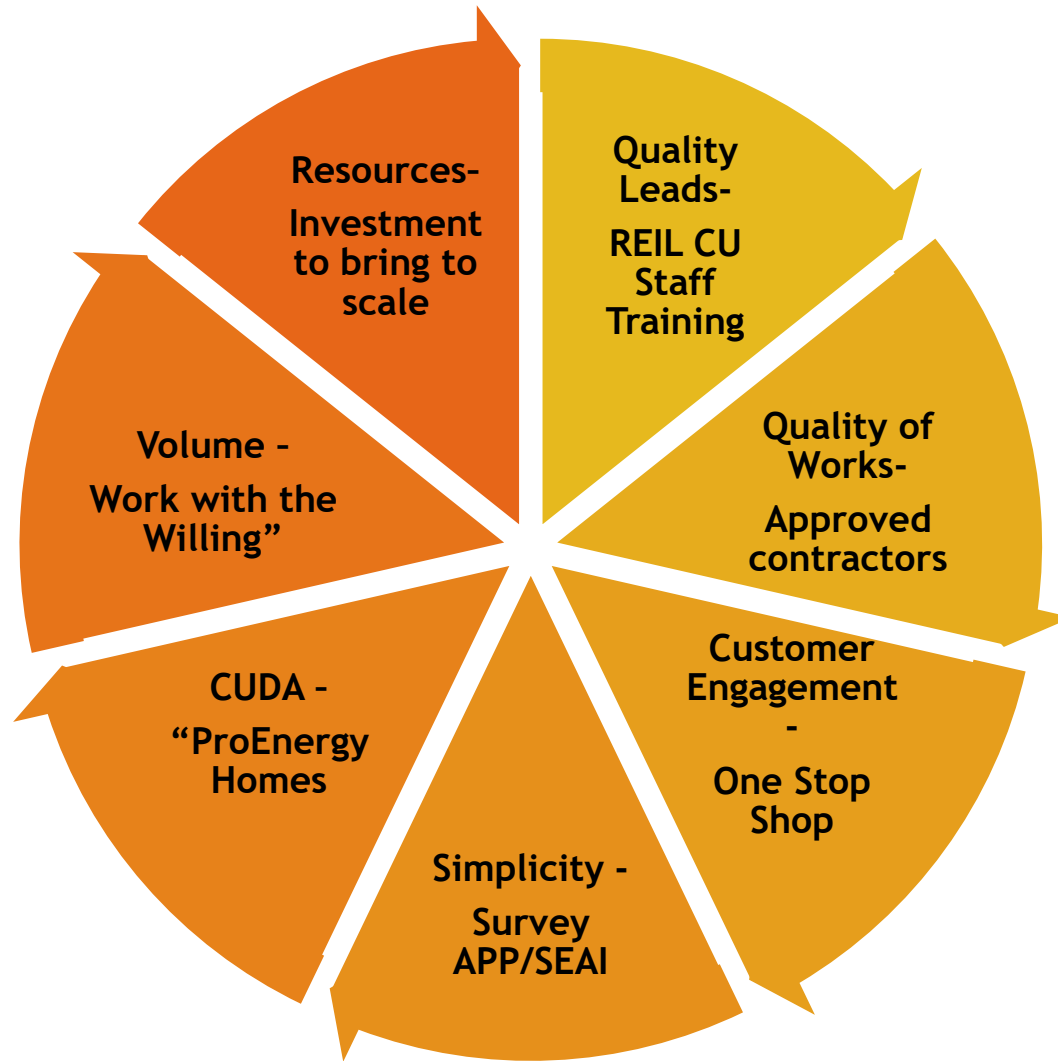 Quality
Leads-
REIL CU
Staff
Training
Quality of
Works-
Approved
contractors
Customer
Engagement
-
One Stop
Shop
Simplicity -
Survey
APP/SEAI
CUDA –
“ProEnergy
Homes
Volume –
Work with the
Willing”
Resources-
Investment
to bring to
scale